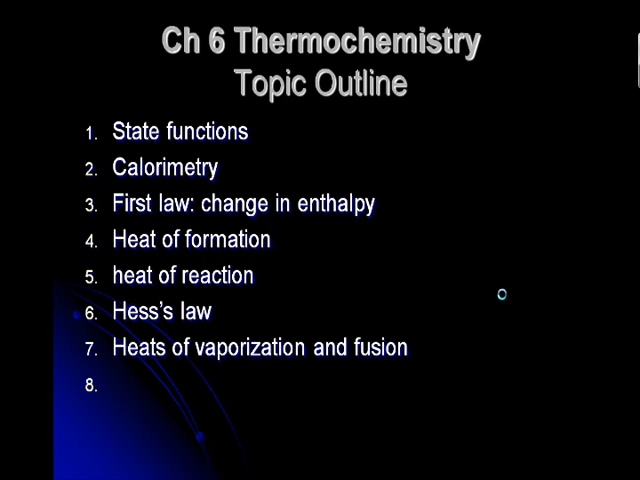 Ch 6 Thermochemistry
Topic Outline
1. State functions
2. Calorimetry
3. First law: change in enthalpy
4. Heat of formation
5. heat of reaction
6. Hess's law
7. Heats of vaporization and fusion
8.